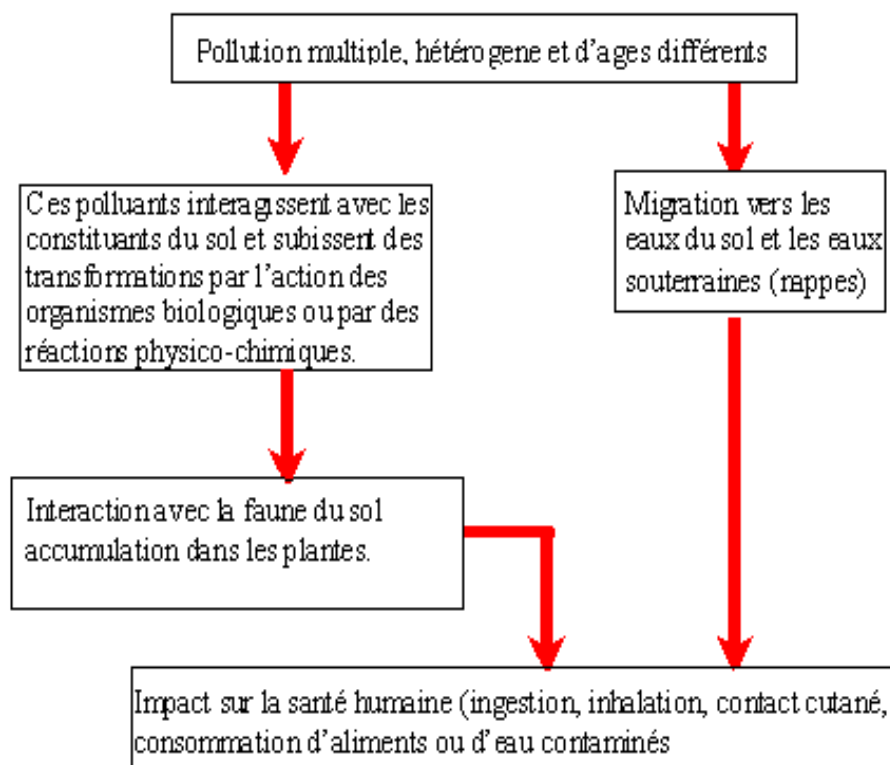 Pollution multiple, hétérogene et d'ages différents
Ces polluants interagissent avec les
constituants du sol et subissent des
transformations par l'action des
organismes biologiques ou par des
réactions physico-chimiques.
Migration vers les
eaux du sol et les eaux
souterraines (nappes)
Interaction avec la faune du sol
accumulation dans les plantes.
Impact sur la santé humaine (ingestion, inhalation, contact cutané,
consommation d'aliments ou d'eau contaminés